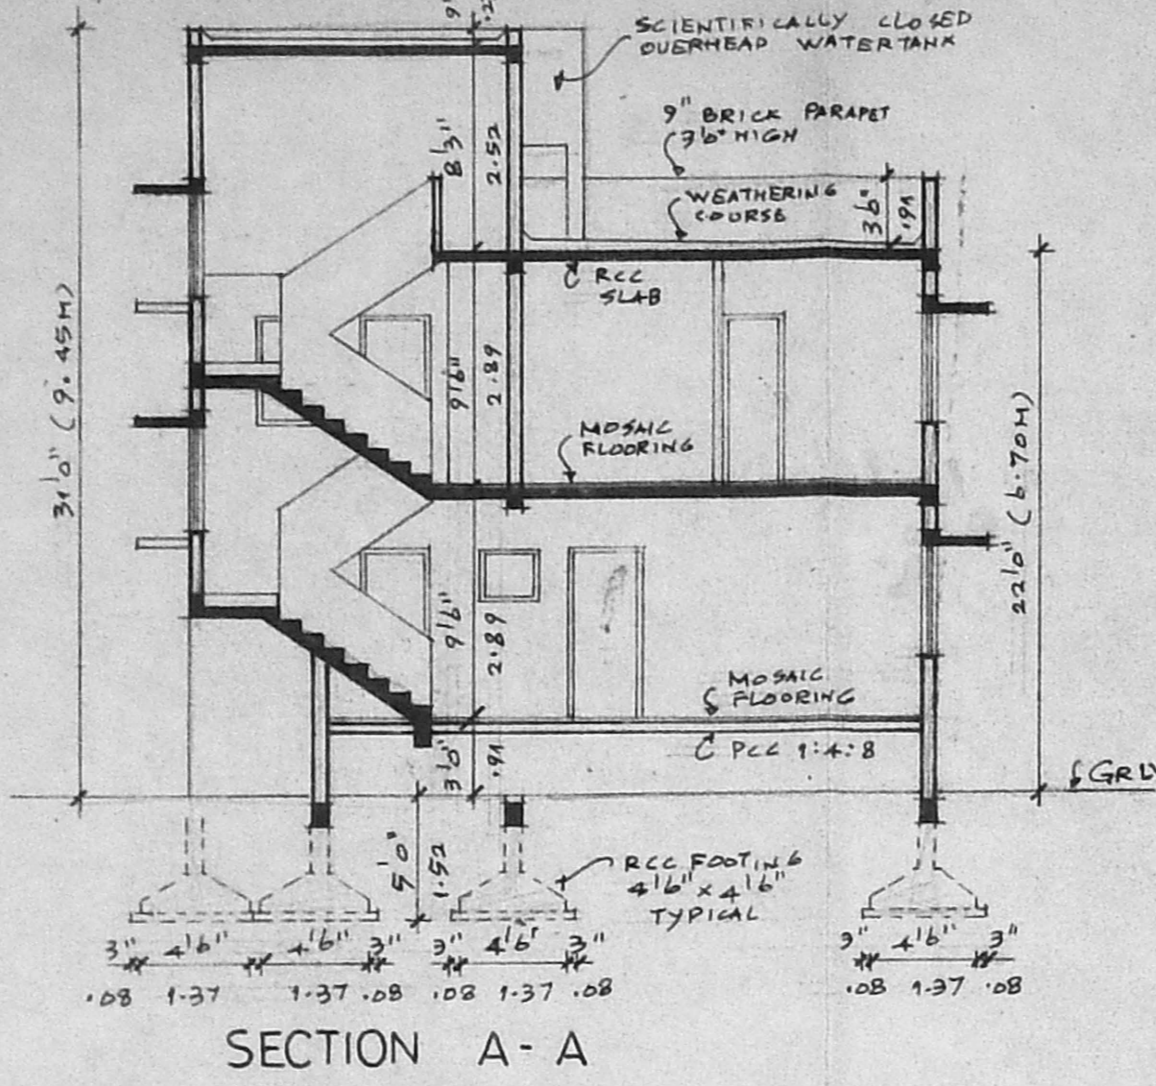 SCIENTIFICALLY CLOSED
OVERHEAD WATERTANK
9" BRICK PARAPET
3'6" HIGH
8'3"
2.52
WEATHERING
COURSE
3'6"
.91
RCC
SLAB
31'0" (9.45M)
9'6"
2.89
MOSAIC
FLOORING
22'0" (6.70M)
9'6"
2.89
MOSAIC
FLOORING
PCC 1:4:8
3'0"
.91
5'0"
1.52
RCC FOOTING
4'6" x 4'6"
TYPICAL
3" 4'6" 4'6" 3" 3" 4'6" 3" 3" 4'6" 3"
.08 1.37 1.37 .08 .08 1.37 .08 .08 1.37 .08
SECTION A-A